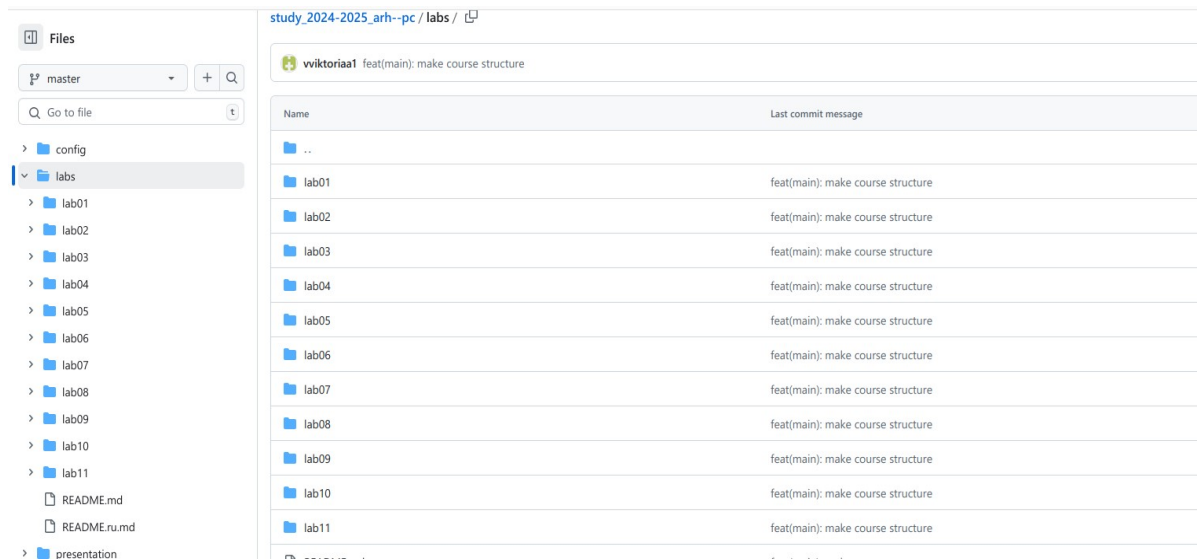 Files
master
Go to file
t
config
labs
lab01
lab02
lab03
lab04
lab05
lab06
lab07
lab08
lab09
lab10
lab11
README.md
README.ru.md
presentation
study_2024-2025_arh--pc / labs /
vviktoriaa1 feat(main): make course structure
Name Last commit message
..
lab01 feat(main): make course structure
lab02 feat(main): make course structure
lab03 feat(main): make course structure
lab04 feat(main): make course structure
lab05 feat(main): make course structure
lab06 feat(main): make course structure
lab07 feat(main): make course structure
lab08 feat(main): make course structure
lab09 feat(main): make course structure
lab10 feat(main): make course structure
lab11 feat(main): make course structure